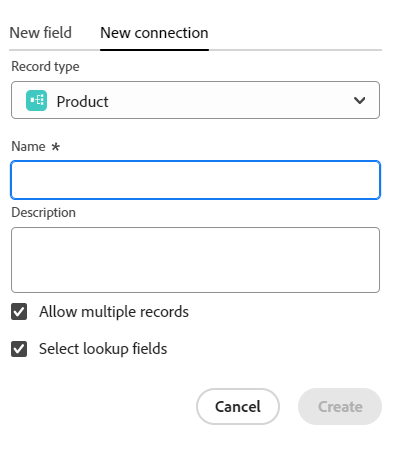 New field New connection
Record type
Product
Name *
Description
Allow multiple records
Select lookup fields
Cancel Create